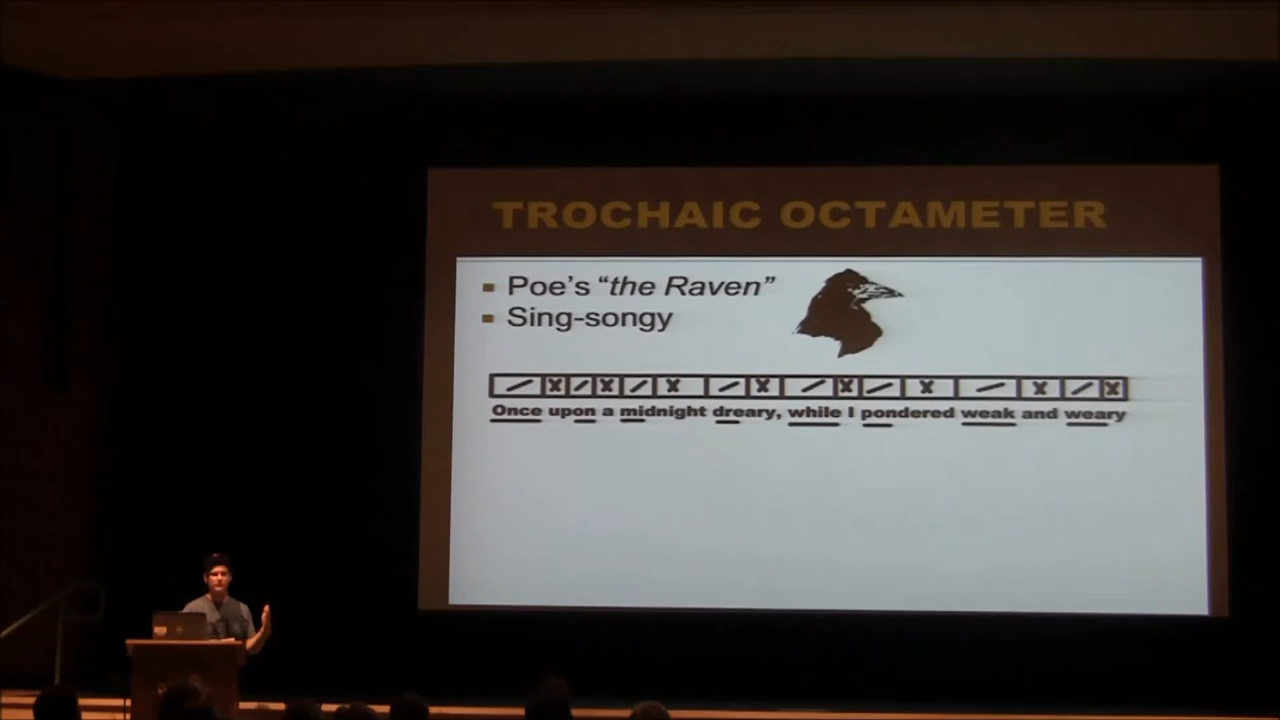 TROCHAIC OCTAMETER
▪ Poe's “the Raven”
▪ Sing-songy
/ x / x / x / x / x / x / x / x
Once upon a midnight dreary, while I pondered weak and weary